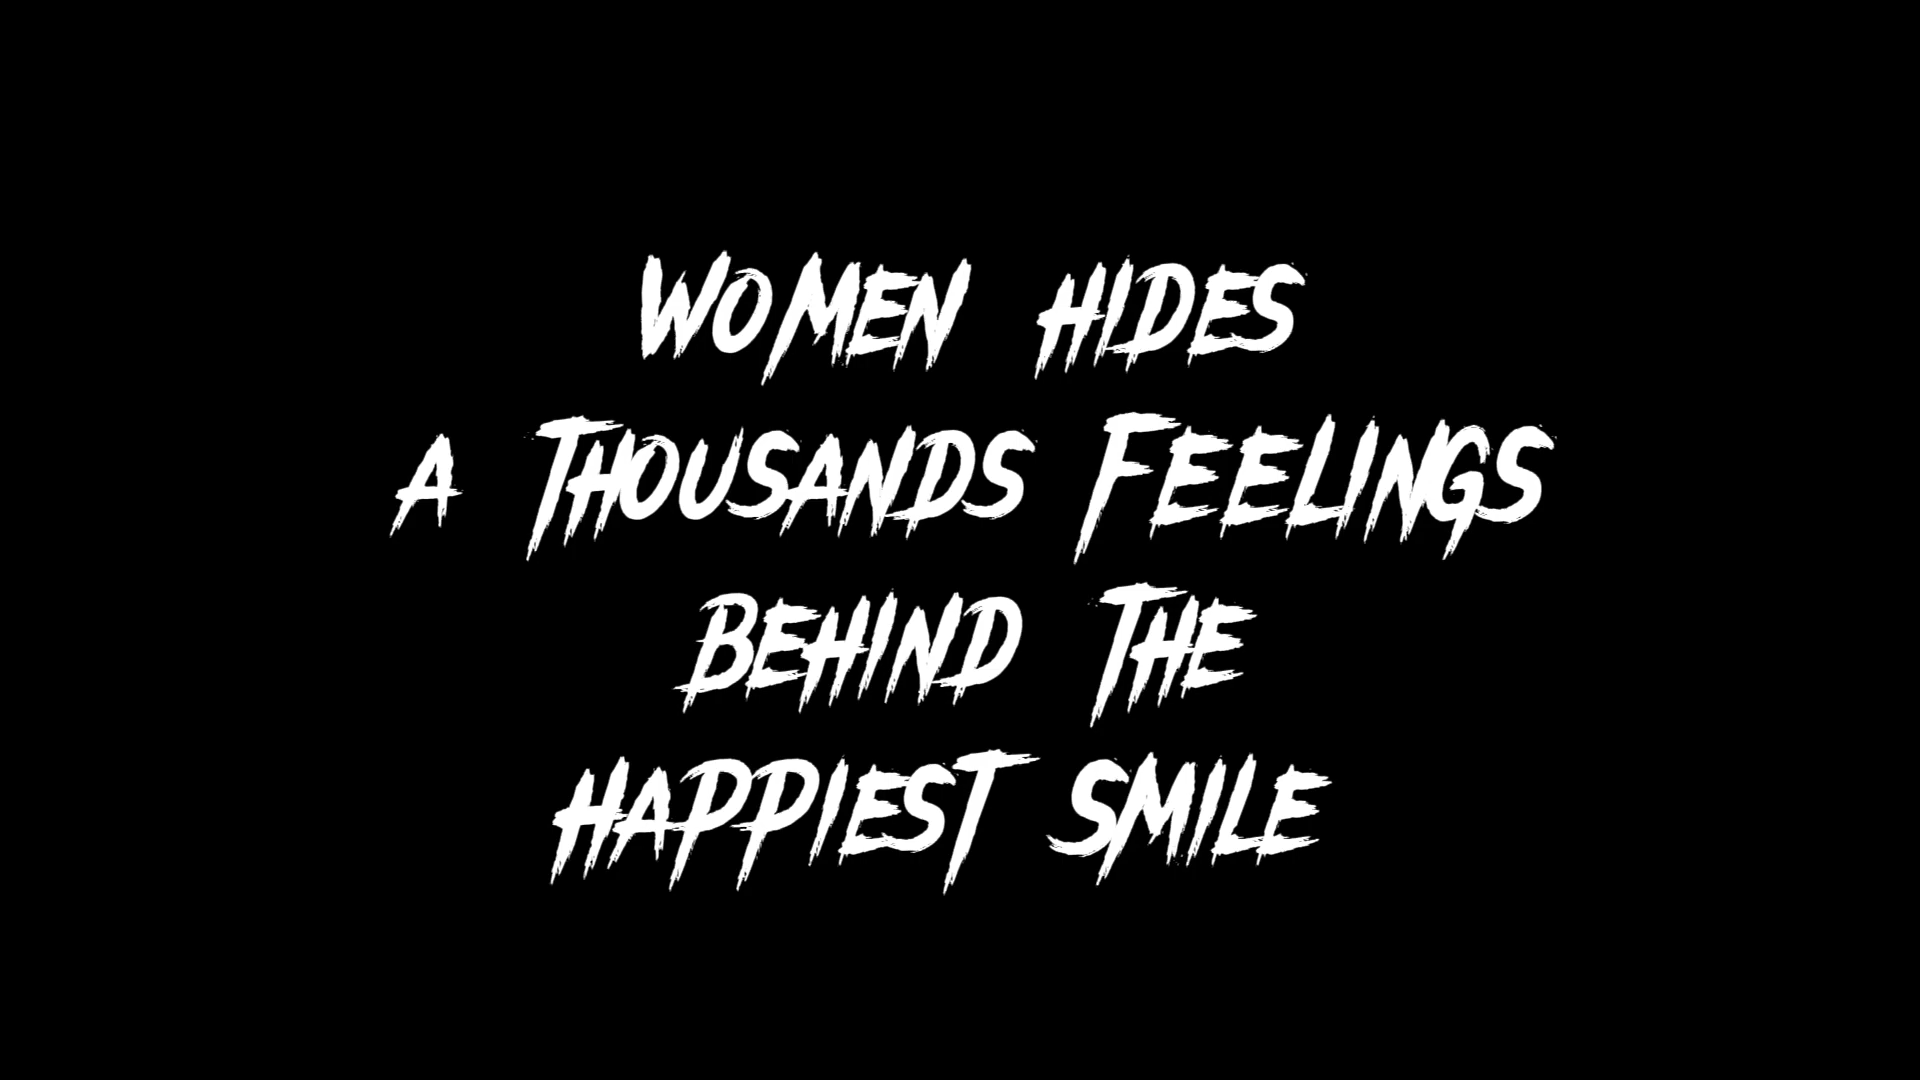 WOMEN HIDES
A THOUSANDS FEELINGS
BEHIND THE
HAPPIEST SMILE